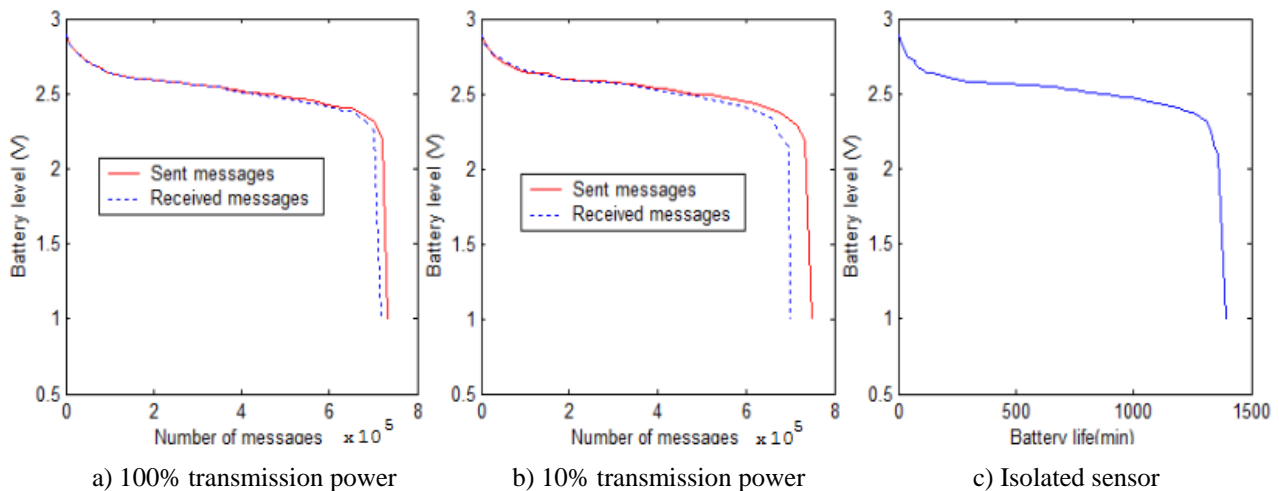 3
2.5
2
1.5
1
0.5
Battery level (V)
Sent messages
Received messages
0
2
4
6
8
Number of messages x10^5
a) 100% transmission power
3
2.5
2
1.5
1
0.5
Battery level (V)
Sent messages
Received messages
0
2
4
6
8
Number of messages x10^5
b) 10% transmission power
3
2.5
2
1.5
1
0.5
Battery level (V)
0
500
1000
1500
Battery life(min)
c) Isolated sensor